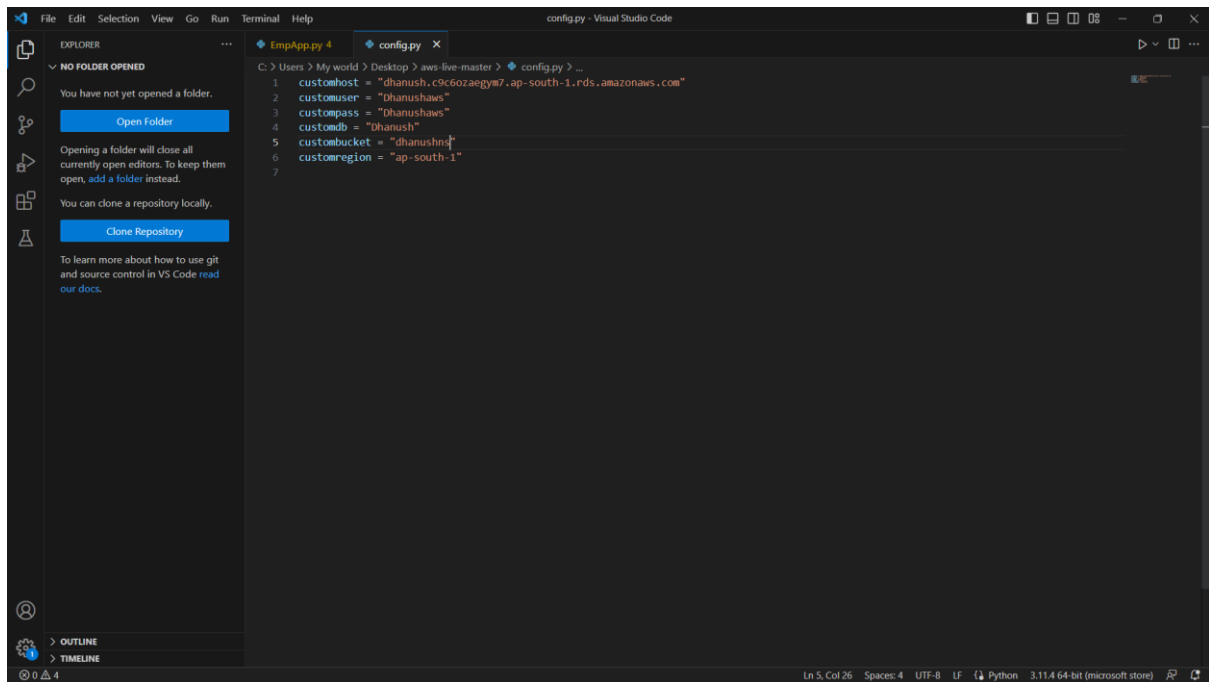 File Edit Selection View Go Run Terminal Help
config.py - Visual Studio Code
EXPLORER
NO FOLDER OPENED
You have not yet opened a folder.
Open Folder
Opening a folder will close all
currently open editors. To keep them
open, add a folder instead.
You can clone a repository locally.
Clone Repository
To learn more about how to use git
and source control in VS Code read
our docs.
OUTLINE
TIMELINE
EmpApp.py 4
config.py
C: > Users > My world > Desktop > aws-live-master > config.py > ...
1 customhost = "dhanush.c9c6ozaegym7.ap-south-1.rds.amazonaws.com"
2 customuser = "Dhanushaws"
3 custompass = "Dhanushaws"
4 customdb = "Dhanush"
5 custombucket = "dhanushns"
6 customregion = "ap-south-1"
7
1
0 4
Ln 5, Col 26 Spaces: 4 UTF-8 LF Python 3.11.4 64-bit (microsoft store)